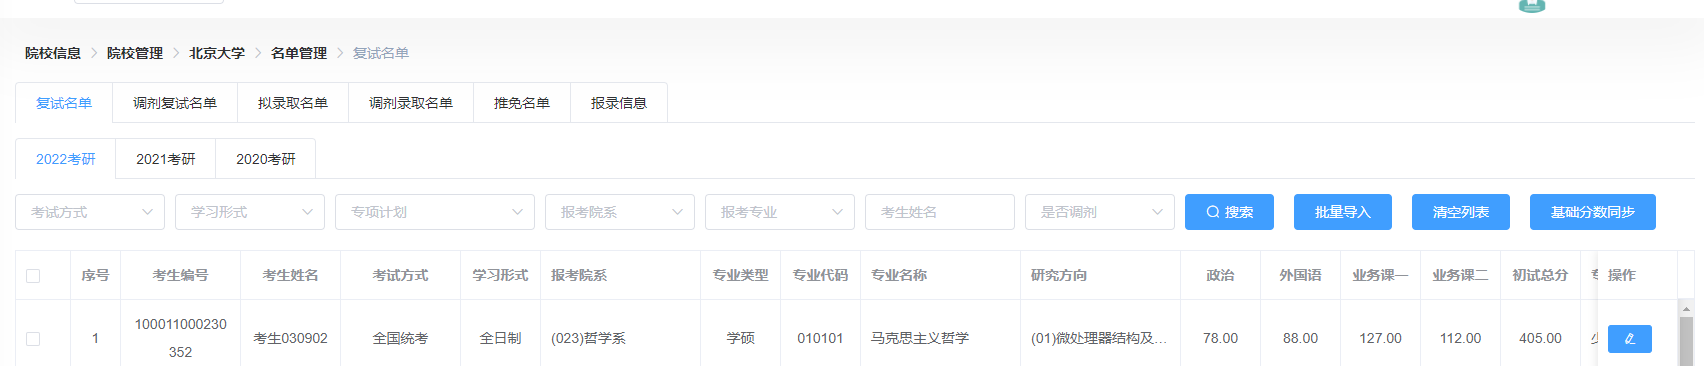 院校信息 > 院校管理 > 北京大学 > 名单管理 > 复试名单
复试名单 调剂复试名单 拟录取名单 调剂录取名单 推免名单 报录信息
2022考研 2021考研 2020考研
考试方式 学习形式 专项计划 报考院系 报考专业 考生姓名 是否调剂 搜索 批量导入 清空列表 基础分数同步
序号 考生编号 考生姓名 考试方式 学习形式 报考院系 专业类型 专业代码 专业名称 研究方向 政治 外国语 业务课一 业务课二 初试总分 操作
1 100011000230 考生030902 全国统考 全日制 (023)哲学系 学硕 010101 马克思主义哲学 (01)微处理器结构及... 78.00 88.00 127.00 112.00 405.00
352